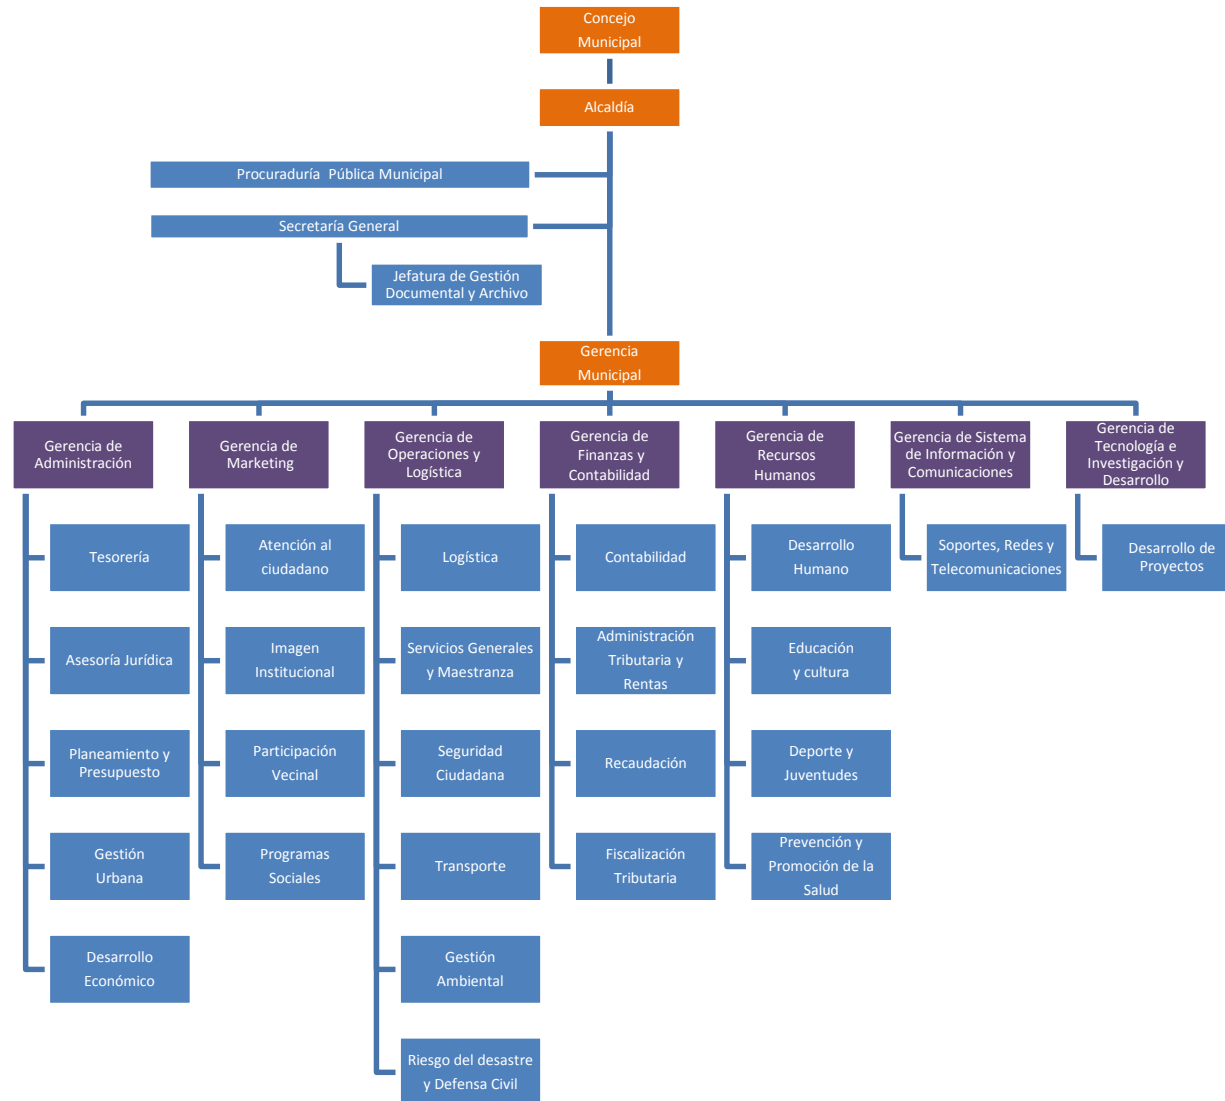 Concejo
Municipal
Alcaldía
Procuraduría Pública Municipal
Secretaría General
Jefatura de Gestión
Documental y Archivo
Gerencia
Municipal
Gerencia de
Administración
Gerencia de
Marketing
Gerencia de
Operaciones y
Logística
Gerencia de
Finanzas y
Contabilidad
Gerencia de
Recursos
Humanos
Gerencia de Sistema
de Información y
Comunicaciones
Gerencia de
Tecnología e
Investigación y
Desarrollo
Tesorería
Atención al
ciudadano
Logística
Contabilidad
Desarrollo
Humano
Soportes, Redes y
Telecomunicaciones
Desarrollo de
Proyectos
Asesoría Jurídica
Imagen
Institucional
Servicios Generales
y Maestranza
Administración
Tributaria y
Rentas
Educación
y cultura
Planeamiento y
Presupuesto
Participación
Vecinal
Seguridad
Ciudadana
Recaudación
Deporte y
Juventudes
Gestión
Urbana
Programas
Sociales
Transporte
Fiscalización
Tributaria
Prevención y
Promoción de la
Salud
Desarrollo
Económico
Gestión
Ambiental
Riesgo del desastre
y Defensa Civil